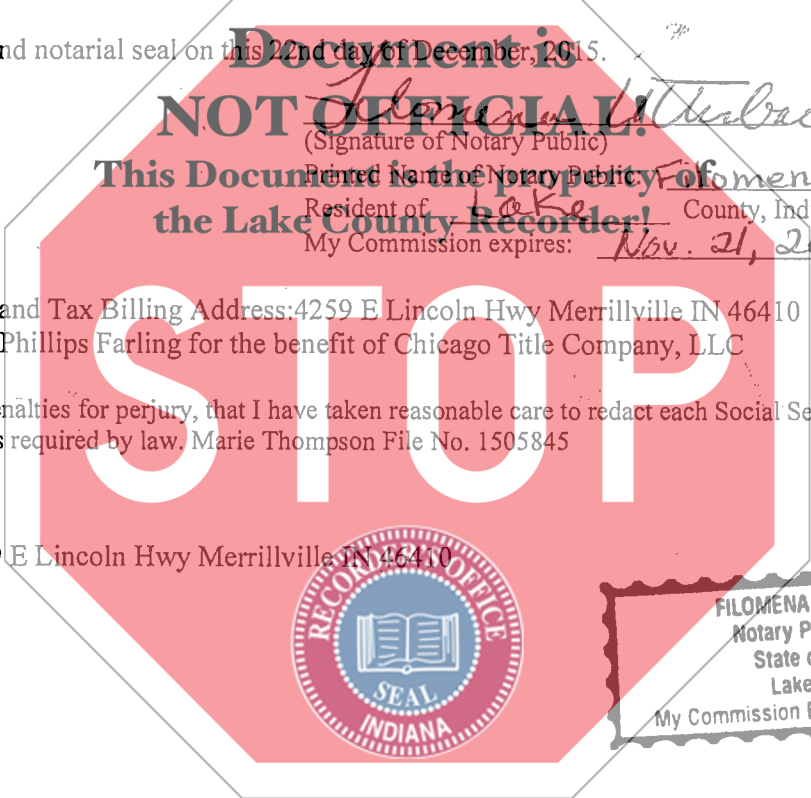 nd notarial seal on this 22nd day of December, 2015.
Document is
NOT OFFICIAL!
This Document is the property of
the Lake County Recorder!
Filomena
(Signature of Notary Public)
Printed Name of Notary Public: Filomen
Resident of Lake County, Ind
My Commission expires: Nov. 21, 2
and Tax Billing Address:4259 E Lincoln Hwy Merrillville IN 46410
Phillips Farling for the benefit of Chicago Title Company, LLC
enalties for perjury, that I have taken reasonable care to redact each Social Se
s required by law. Marie Thompson File No. 1505845
STOP
E Lincoln Hwy Merrillville IN 46410
RECORDER'S OFFICE
SEAL
INDIANA
FILOMENA
Notary P
State o
Lake
My Commission E